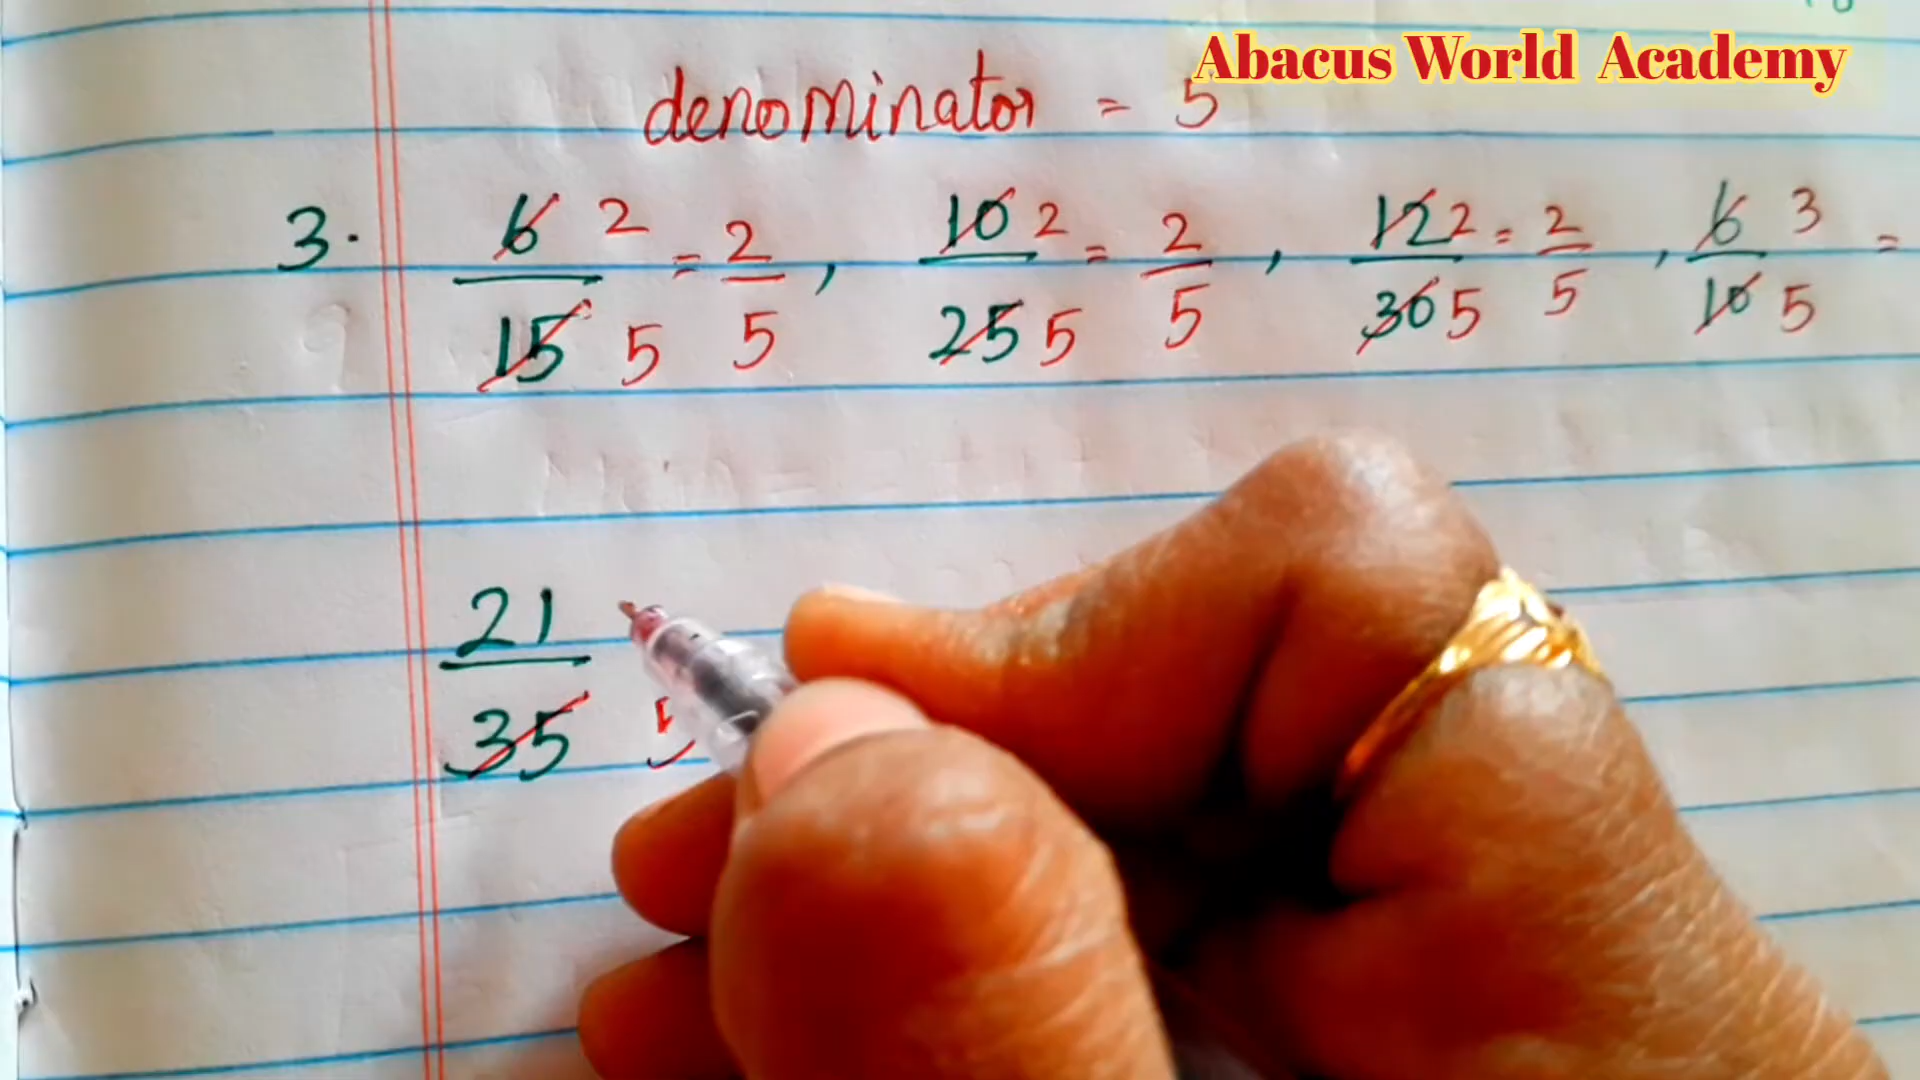 Abacus World Academy
denominator = 5
3. 6/15 2/5 = 2/5 , 10/25 2/5 = 2/5 , 12/30 2/5 = 2/5 , 6/10 3/5 =
21/35 5